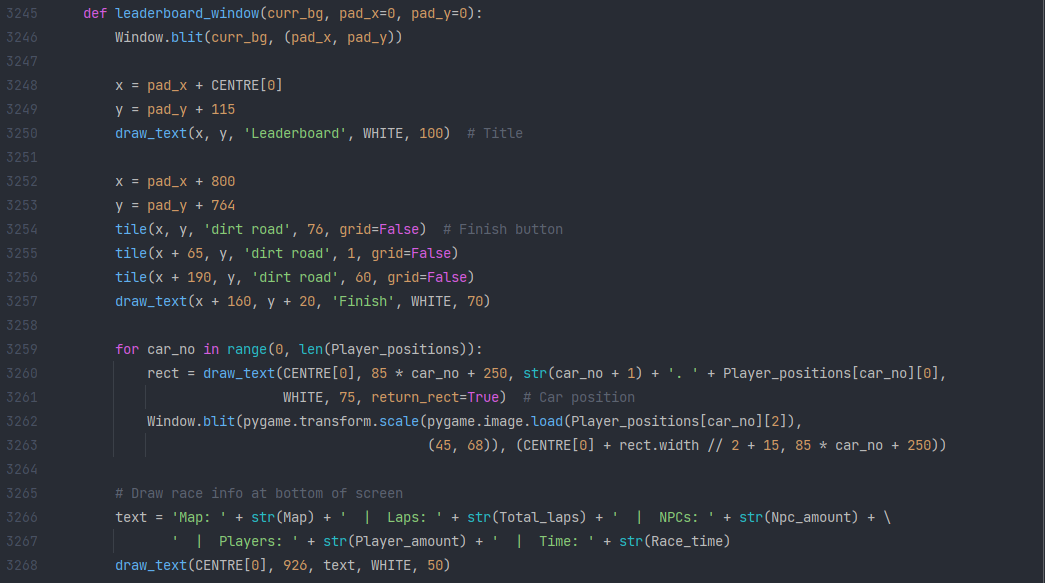 3245 def leaderboard_window(curr_bg, pad_x=0, pad_y=0):
3246 Window.blit(curr_bg, (pad_x, pad_y))
3247
3248 x = pad_x + CENTRE[0]
3249 y = pad_y + 115
3250 draw_text(x, y, 'Leaderboard', WHITE, 100)  # Title
3251
3252 x = pad_x + 800
3253 y = pad_y + 764
3254 tile(x, y, 'dirt road', 76, grid=False)  # Finish button
3255 tile(x + 65, y, 'dirt road', 1, grid=False)
3256 tile(x + 190, y, 'dirt road', 60, grid=False)
3257 draw_text(x + 160, y + 20, 'Finish', WHITE, 70)
3258
3259 for car_no in range(0, len(Player_positions)):
3260 rect = draw_text(CENTRE[0], 85 * car_no + 250, str(car_no + 1) + '. ' + Player_positions[car_no][0],
3261 WHITE, 75, return_rect=True)  # Car position
3262 Window.blit(pygame.transform.scale(pygame.image.load(Player_positions[car_no][2]),
3263 (45, 68)), (CENTRE[0] + rect.width // 2 + 15, 85 * car_no + 250))
3264
3265 # Draw race info at bottom of screen
3266 text = 'Map: ' + str(Map) + '  |  Laps: ' + str(Total_laps) + '  |  NPCs: ' + str(Npc_amount) + \
3267 '  |  Players: ' + str(Player_amount) + '  |  Time: ' + str(Race_time)
3268 draw_text(CENTRE[0], 926, text, WHITE, 50)